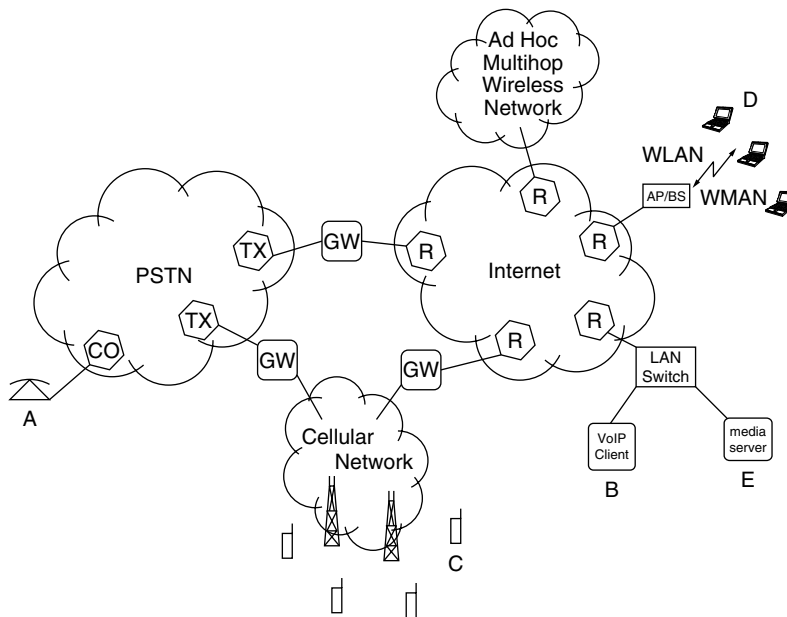 Ad Hoc
Multihop
Wireless
Network
D
WLAN
AP/BS
WMAN
R
R
TX
GW
R
PSTN
Internet
TX
R
R
CO
GW
GW
LAN
Switch
A
Cellular
Network
VoIP
Client
media
server
B
E
C